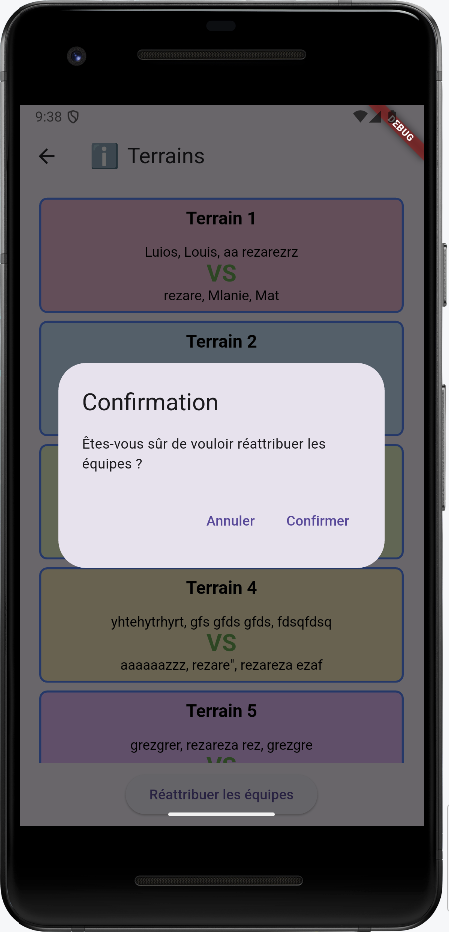 9:38
DEBUG
Terrains
Terrain 1
Luios, Louis, aa rezarezrz
VS
rezare, Mlanie, Mat
Terrain 2
Confirmation
Êtes-vous sûr de vouloir réattribuer les
équipes ?
Annuler
Confirmer
Terrain 4
yhtehytrhyrt, gfs gfds gfds, fdsqfdsq
VS
aaaaaazzz, rezare", rezareza ezaf
Terrain 5
grezgrer, rezareza rez, grezgre
VS
Réattribuer les équipes